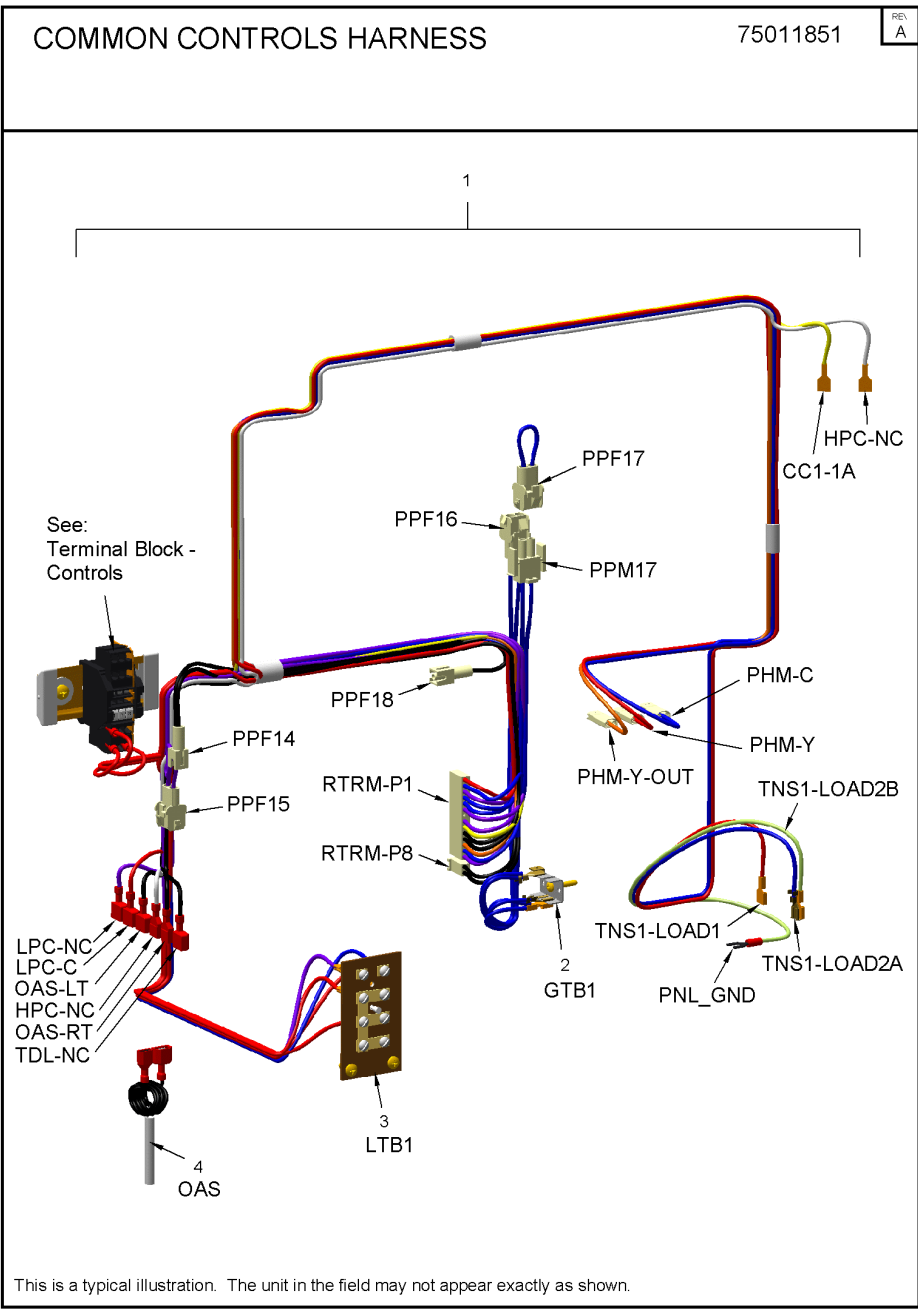 COMMON CONTROLS HARNESS
75011851
REV
A
1
HPC-NC
CC1-1A
PPF17
PPF16
PPM17
See:
Terminal Block -
Controls
PPF18
PHM-C
PHM-Y
PHM-Y-OUT
PPF14
PPF15
RTRM-P1
RTRM-P8
TNS1-LOAD2B
TNS1-LOAD1
TNS1-LOAD2A
PNL_GND
2
GTB1
LPC-NC
LPC-C
OAS-LT
HPC-NC
OAS-RT
TDL-NC
3
LTB1
4
OAS
This is a typical illustration. The unit in the field may not appear exactly as shown.